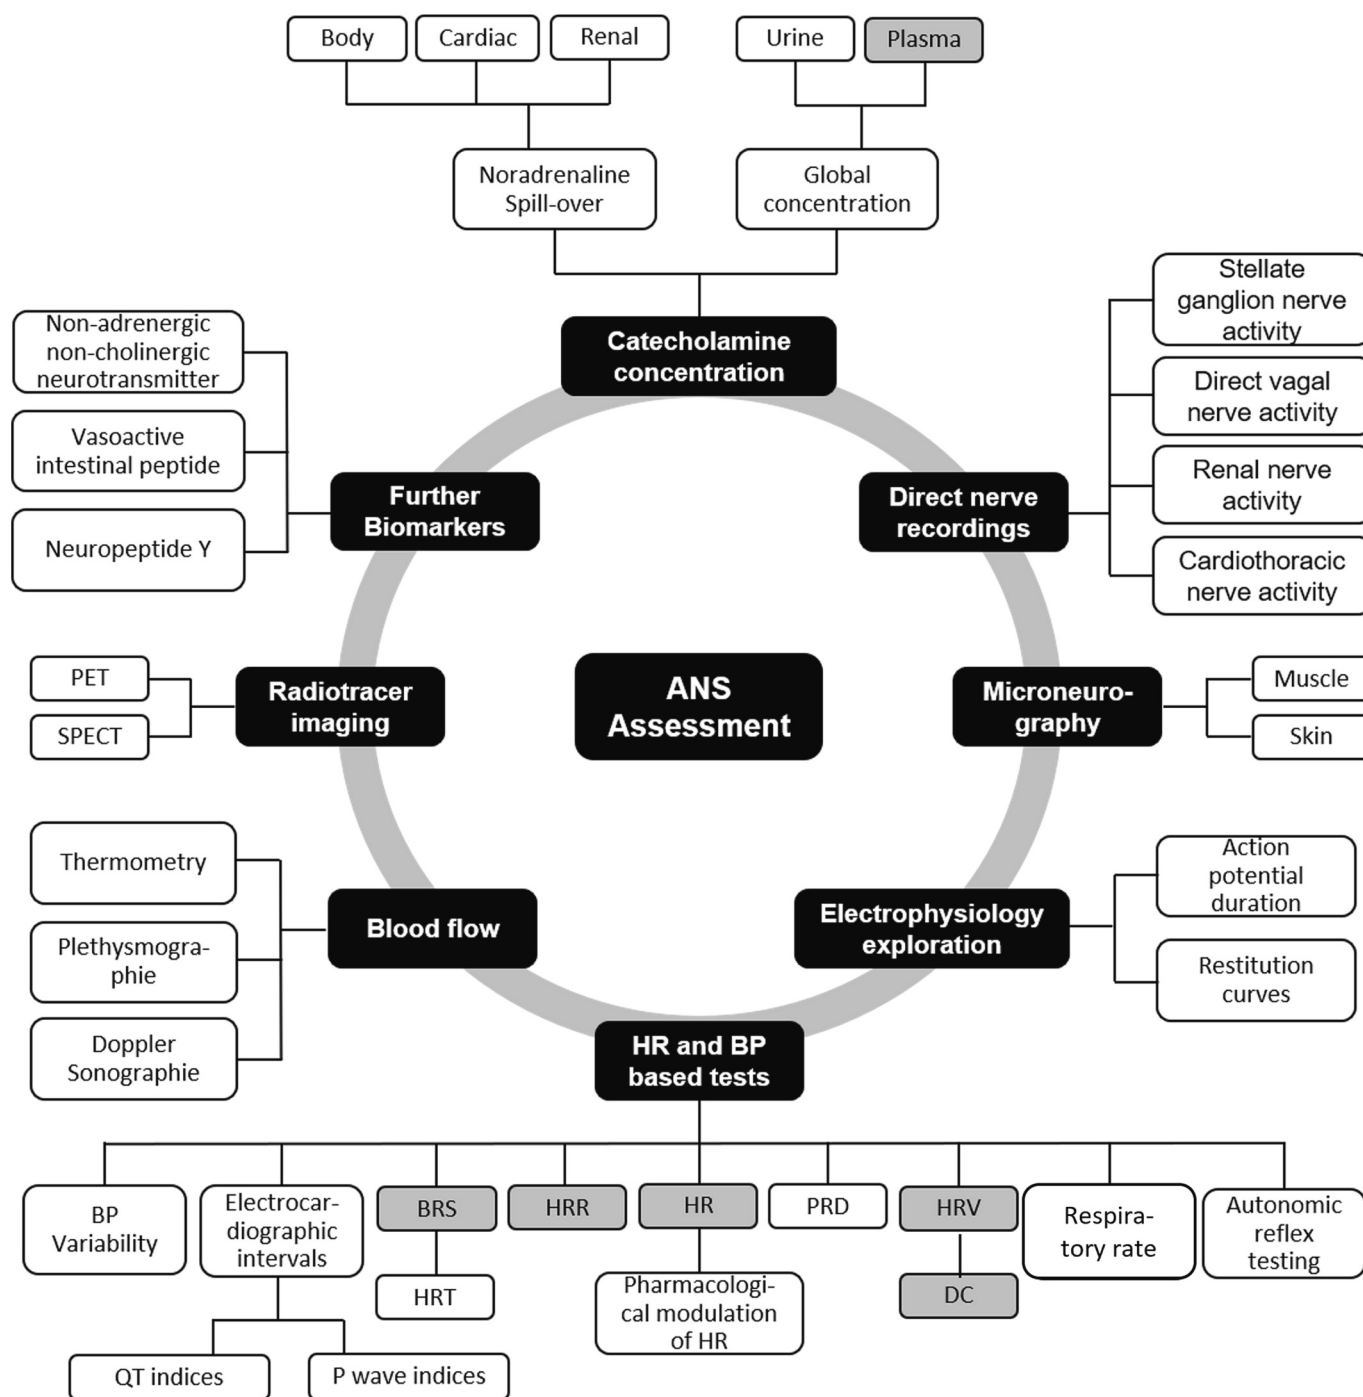 Body
Cardiac
Renal
Urine
Plasma
Noradrenaline
Spill-over
Global
concentration
Catecholamine
concentration
Stellate
ganglion nerve
activity
Direct vagal
nerve activity
Renal nerve
activity
Cardiothoracic
nerve activity
Direct nerve
recordings
Non-adrenergic
non-cholinergic
neurotransmitter
Vasoactive
intestinal peptide
Neuropeptide Y
Further
Biomarkers
PET
SPECT
Radiotracer
imaging
ANS
Assessment
Microneuro-
graphy
Muscle
Skin
Thermometry
Plethysmogra-
phie
Doppler
Sonographie
Blood flow
Electrophysiology
exploration
Action
potential
duration
Restitution
curves
HR and BP
based tests
BP
Variability
Electrocar-
diographic
intervals
BRS
HRR
HR
PRD
HRV
Respira-
tory rate
Autonomic
reflex
testing
HRT
Pharmacologi-
cal modulation
of HR
DC
QT indices
P wave indices